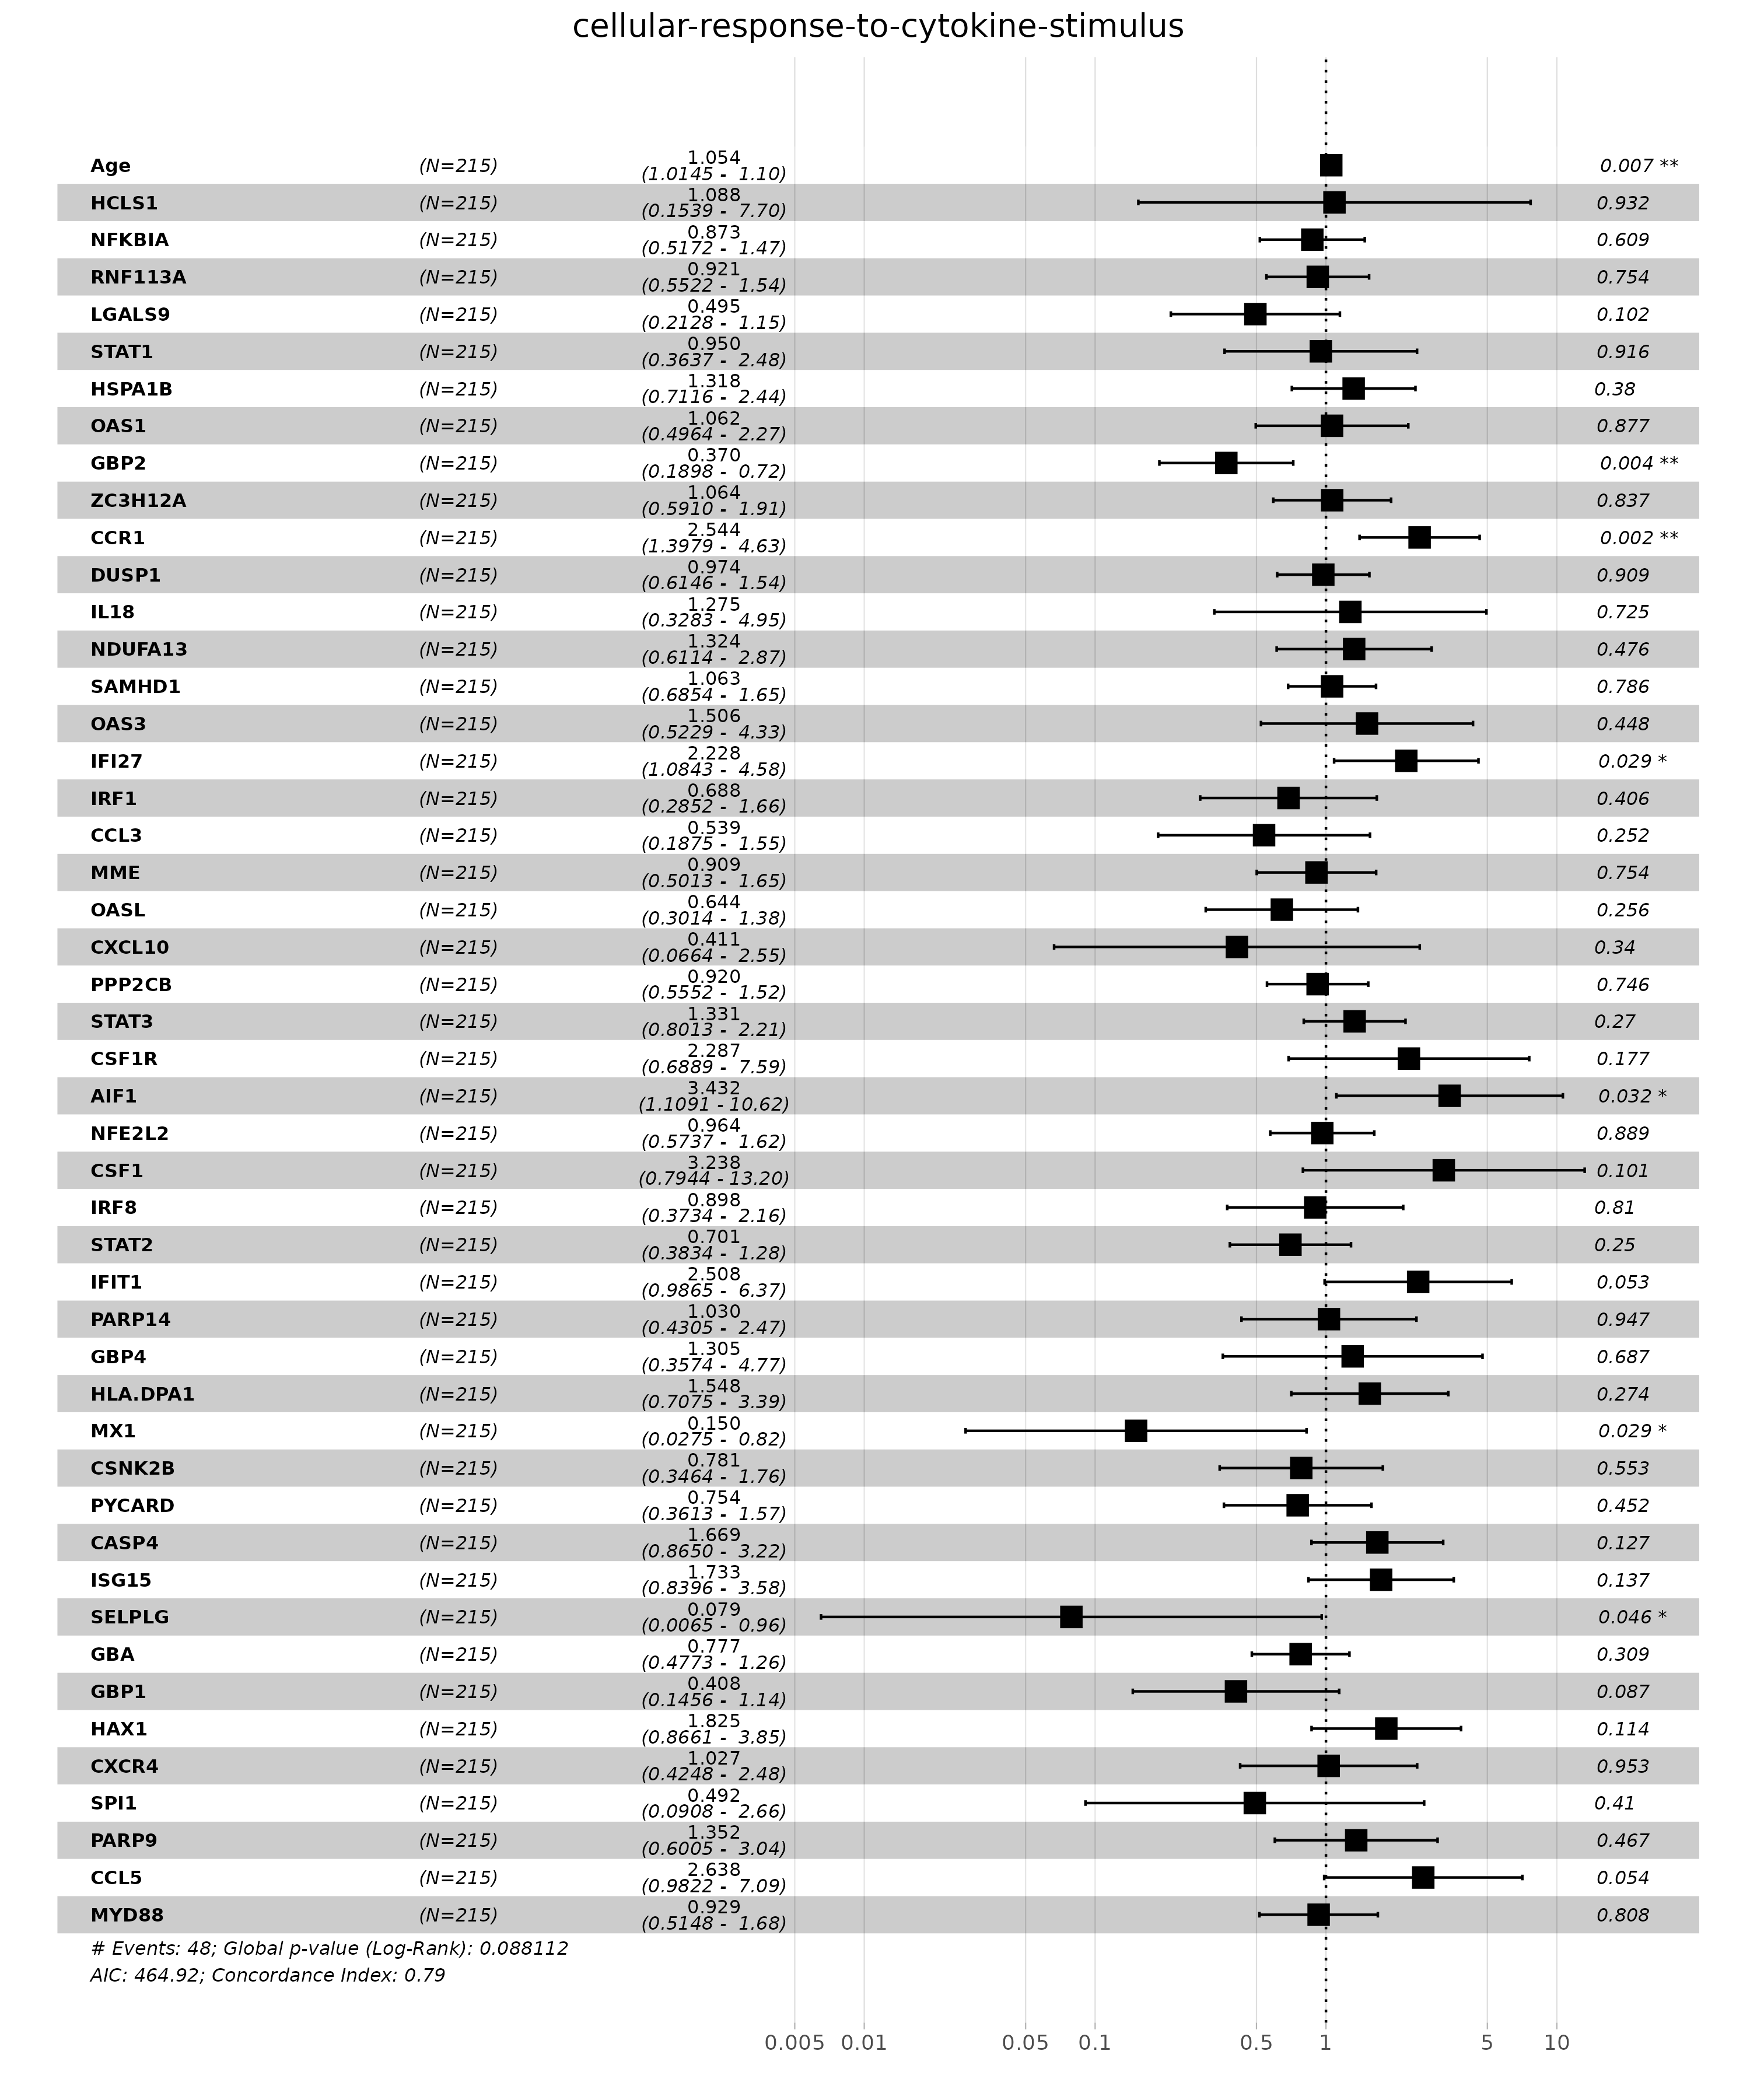 cellular-response-to-cytokine-stimulus
Age (N=215) 1.054 (1.0145 - 1.10) 0.007 **
HCLS1 (N=215) 1.088 (0.1539 - 7.70) 0.932
NFKBIA (N=215) 0.873 (0.5172 - 1.47) 0.609
RNF113A (N=215) 0.921 (0.5522 - 1.54) 0.754
LGALS9 (N=215) 0.495 (0.2128 - 1.15) 0.102
STAT1 (N=215) 0.950 (0.3637 - 2.48) 0.916
HSPA1B (N=215) 1.318 (0.7116 - 2.44) 0.38
OAS1 (N=215) 1.062 (0.4964 - 2.27) 0.877
GBP2 (N=215) 0.370 (0.1898 - 0.72) 0.004 **
ZC3H12A (N=215) 1.064 (0.5910 - 1.91) 0.837
CCR1 (N=215) 2.544 (1.3979 - 4.63) 0.002 **
DUSP1 (N=215) 0.974 (0.6146 - 1.54) 0.909
IL18 (N=215) 1.275 (0.3283 - 4.95) 0.725
NDUFA13 (N=215) 1.324 (0.6114 - 2.87) 0.476
SAMHD1 (N=215) 1.063 (0.6854 - 1.65) 0.786
OAS3 (N=215) 1.506 (0.5229 - 4.33) 0.448
IFI27 (N=215) 2.228 (1.0843 - 4.58) 0.029 *
IRF1 (N=215) 0.688 (0.2852 - 1.66) 0.406
CCL3 (N=215) 0.539 (0.1875 - 1.55) 0.252
MME (N=215) 0.909 (0.5013 - 1.65) 0.754
OASL (N=215) 0.644 (0.3014 - 1.38) 0.256
CXCL10 (N=215) 0.411 (0.0664 - 2.55) 0.34
PPP2CB (N=215) 0.920 (0.5552 - 1.52) 0.746
STAT3 (N=215) 1.331 (0.8013 - 2.21) 0.27
CSF1R (N=215) 2.287 (0.6889 - 7.59) 0.177
AIF1 (N=215) 3.432 (1.1091 - 10.62) 0.032 *
NFE2L2 (N=215) 0.964 (0.5737 - 1.62) 0.889
CSF1 (N=215) 3.238 (0.7944 - 13.20) 0.101
IRF8 (N=215) 0.898 (0.3734 - 2.16) 0.81
STAT2 (N=215) 0.701 (0.3834 - 1.28) 0.25
IFIT1 (N=215) 2.508 (0.9865 - 6.37) 0.053
PARP14 (N=215) 1.030 (0.4305 - 2.47) 0.947
GBP4 (N=215) 1.305 (0.3574 - 4.77) 0.687
HLA.DPA1 (N=215) 1.548 (0.7075 - 3.39) 0.274
MX1 (N=215) 0.150 (0.0275 - 0.82) 0.029 *
CSNK2B (N=215) 0.781 (0.3464 - 1.76) 0.553
PYCARD (N=215) 0.754 (0.3613 - 1.57) 0.452
CASP4 (N=215) 1.669 (0.8650 - 3.22) 0.127
ISG15 (N=215) 1.733 (0.8396 - 3.58) 0.137
SELPLG (N=215) 0.079 (0.0065 - 0.96) 0.046 *
GBA (N=215) 0.777 (0.4773 - 1.26) 0.309
GBP1 (N=215) 0.408 (0.1456 - 1.14) 0.087
HAX1 (N=215) 1.825 (0.8661 - 3.85) 0.114
CXCR4 (N=215) 1.027 (0.4248 - 2.48) 0.953
SPI1 (N=215) 0.492 (0.0908 - 2.66) 0.41
PARP9 (N=215) 1.352 (0.6005 - 3.04) 0.467
CCL5 (N=215) 2.638 (0.9822 - 7.09) 0.054
MYD88 (N=215) 0.929 (0.5148 - 1.68) 0.808
# Events: 48; Global p-value (Log-Rank): 0.088112
AIC: 464.92; Concordance Index: 0.79
0.005 0.01 0.05 0.1 0.5 1 5 10